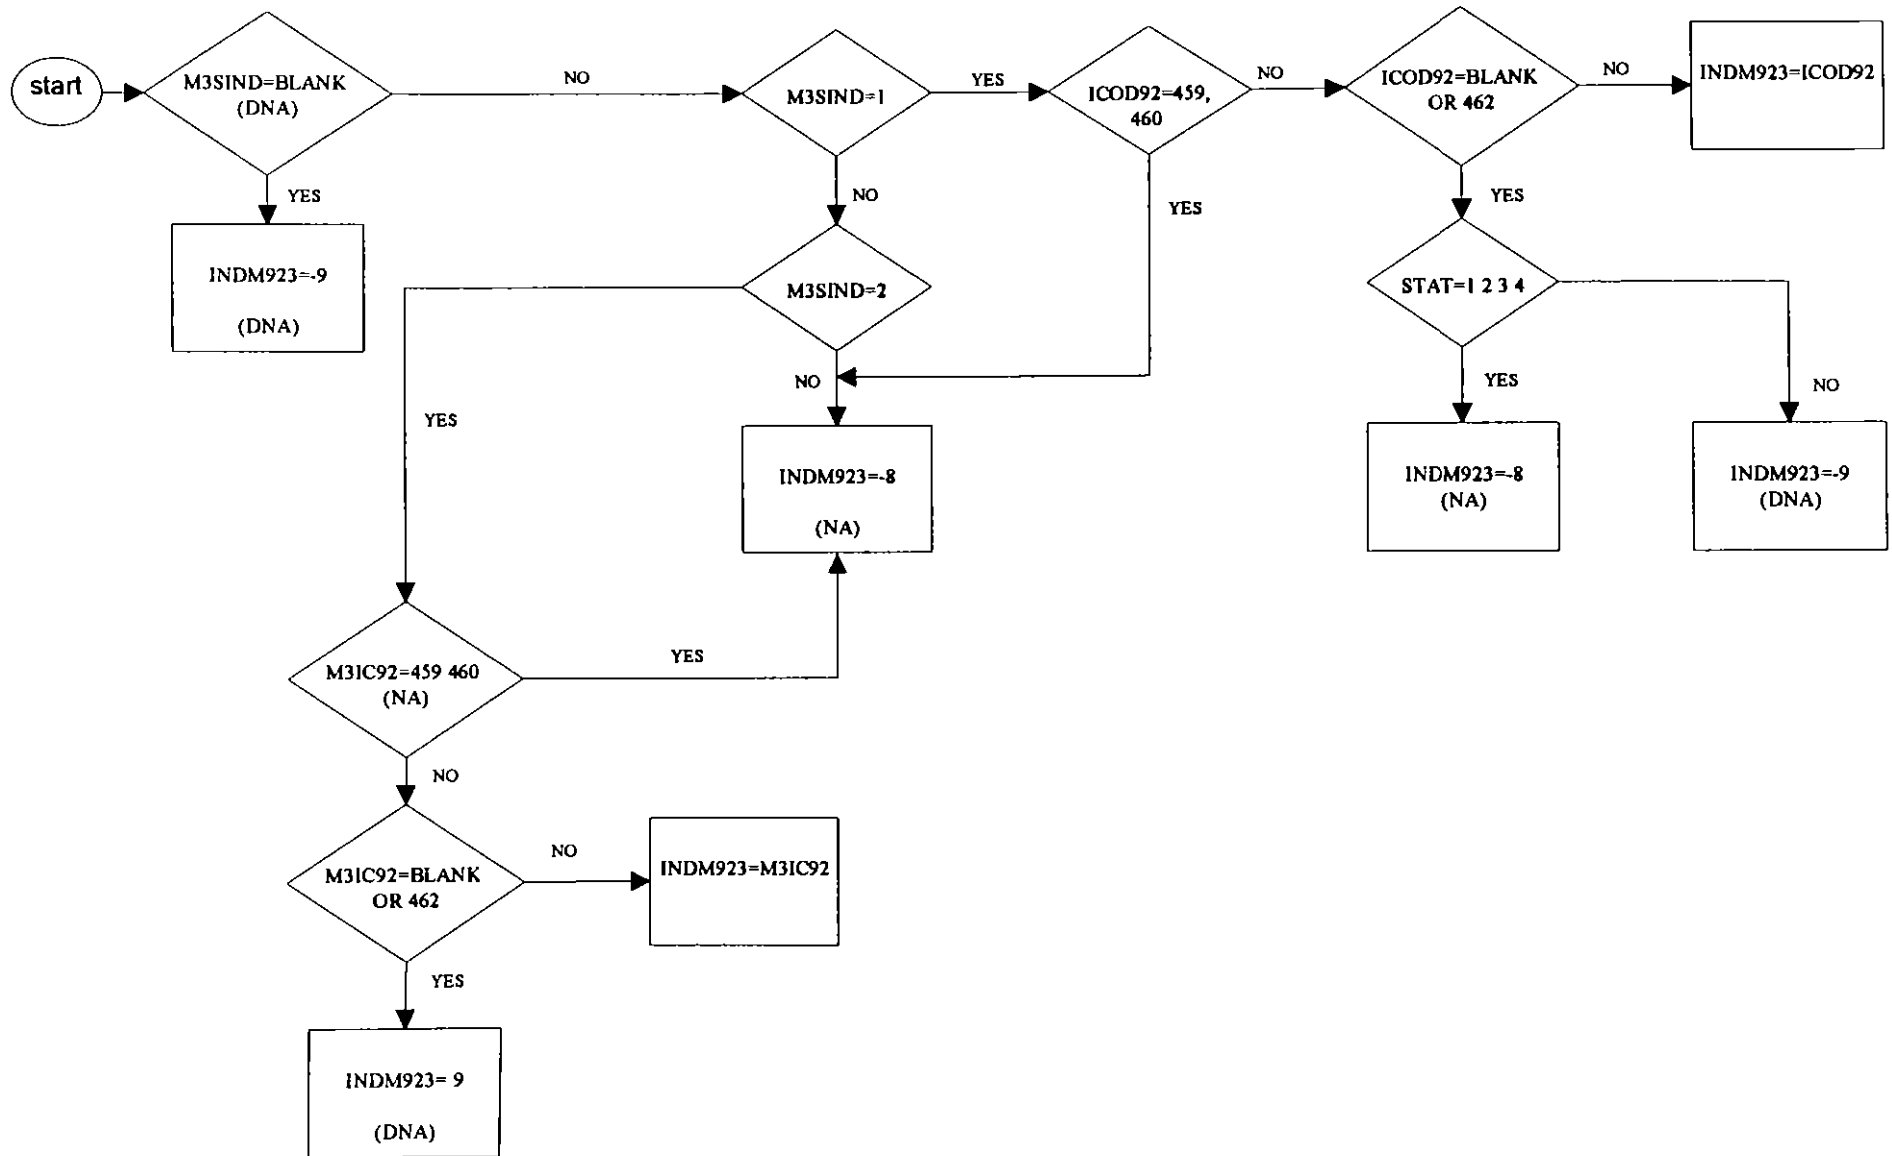 start
M3SIND=BLANK
(DNA)
NO
M3SIND=1
YES
ICOD92=459,
460
NO
ICOD92=BLANK
OR 462
NO
INDM923=ICOD92
YES
INDM923=-9
(DNA)
NO
M3SIND=2
YES
YES
STAT=1 2 3 4
YES
NO
NO
YES
INDM923=-8
(NA)
INDM923=-8
(NA)
INDM923=-9
(DNA)
M3IC92=459 460
(NA)
YES
NO
M3IC92=BLANK
OR 462
NO
INDM923=M3IC92
YES
INDM923= 9
(DNA)